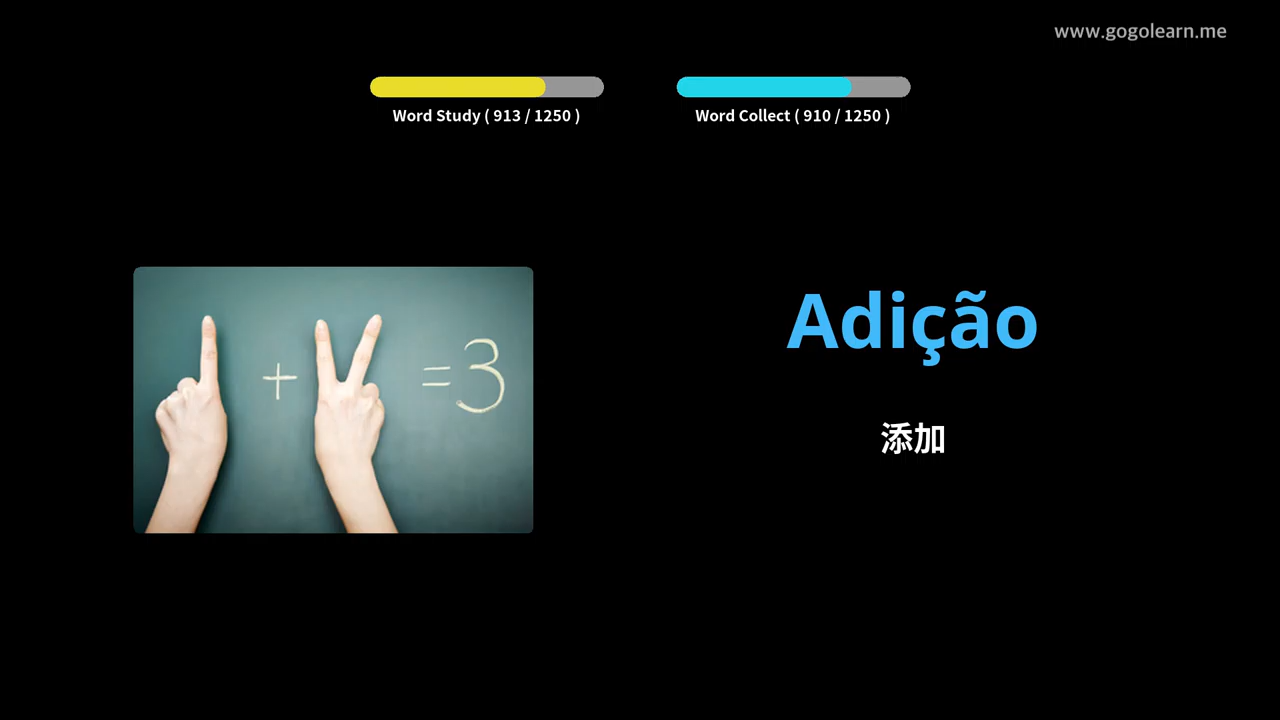 www.gogolearn.me
Word Study ( 913 / 1250 )
Word Collect ( 910 / 1250 )
+ =3
Adição
添加